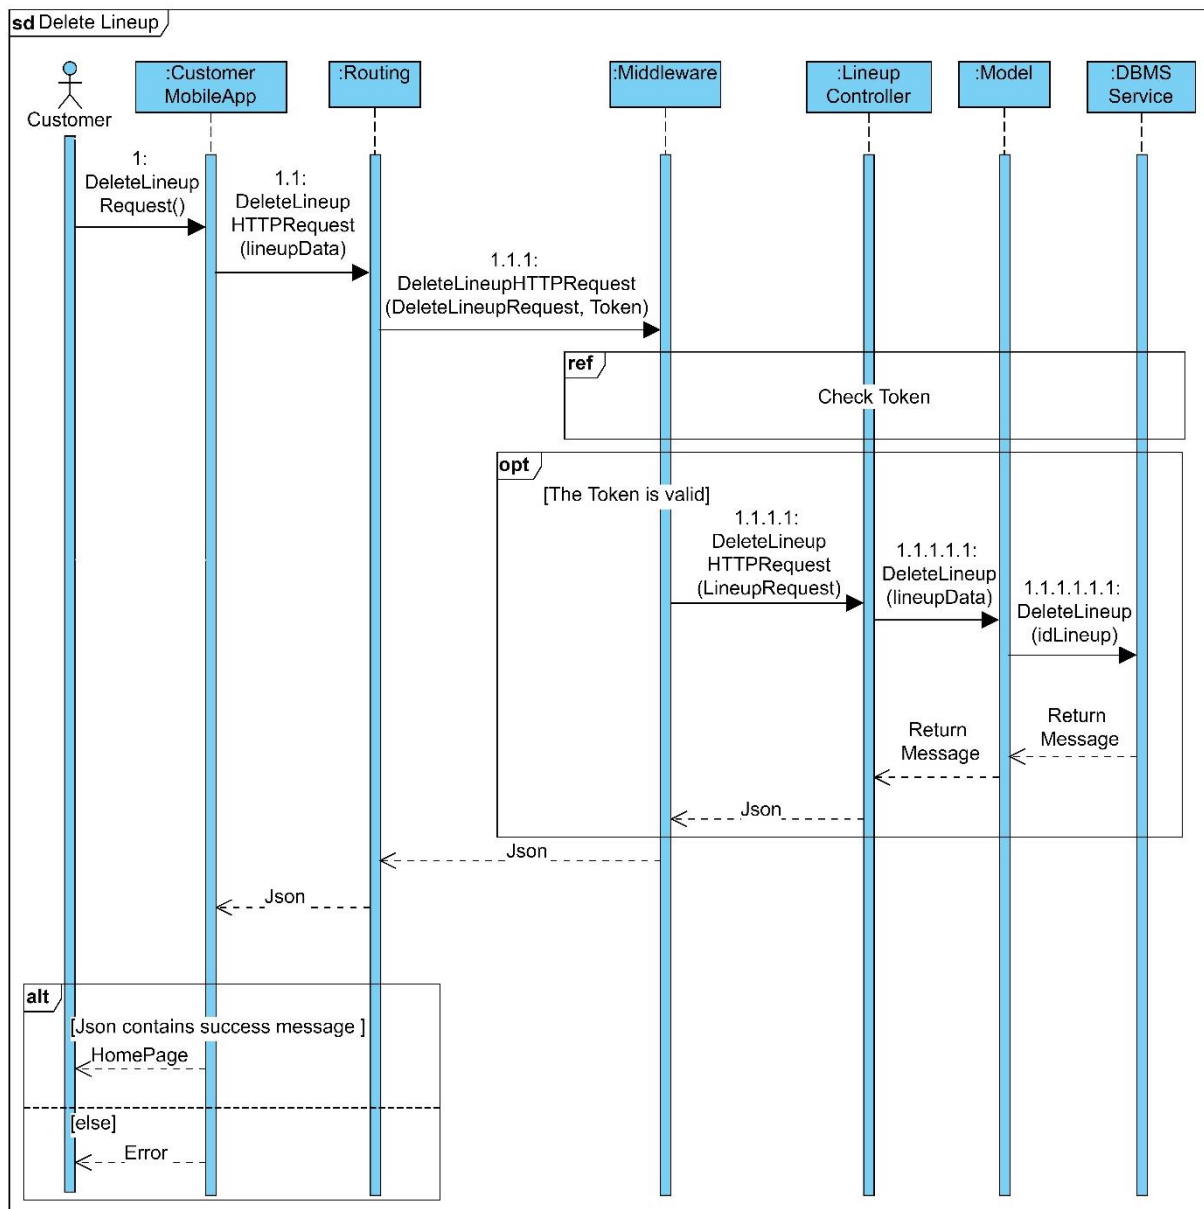 sd Delete Lineup
:Customer
MobileApp
:Routing
:Middleware
:Lineup
Controller
:Model
:DBMS
Service
Customer
1:
DeleteLineup
Request()
1.1:
DeleteLineup
HTTPRequest
(lineupData)
1.1.1:
DeleteLineupHTTPRequest
(DeleteLineupRequest, Token)
ref
Check Token
opt
[The Token is valid]
1.1.1.1:
DeleteLineup
HTTPRequest
(LineupRequest)
1.1.1.1.1:
DeleteLineup
(lineupData)
1.1.1.1.1.1:
DeleteLineup
(idLineup)
Return
Message
Return
Message
Json
Json
Json
alt
[Json contains success message ]
HomePage
[else]
Error